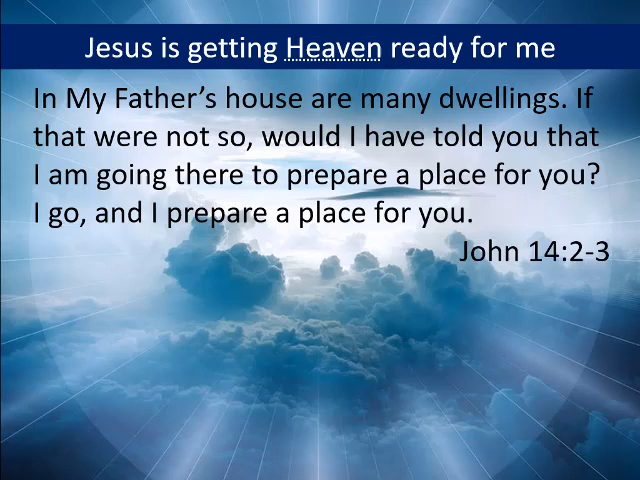 Jesus is getting Heaven ready for me
In My Father’s house are many dwellings. If
that were not so, would I have told you that
I am going there to prepare a place for you?
I go, and I prepare a place for you.
John 14:2-3